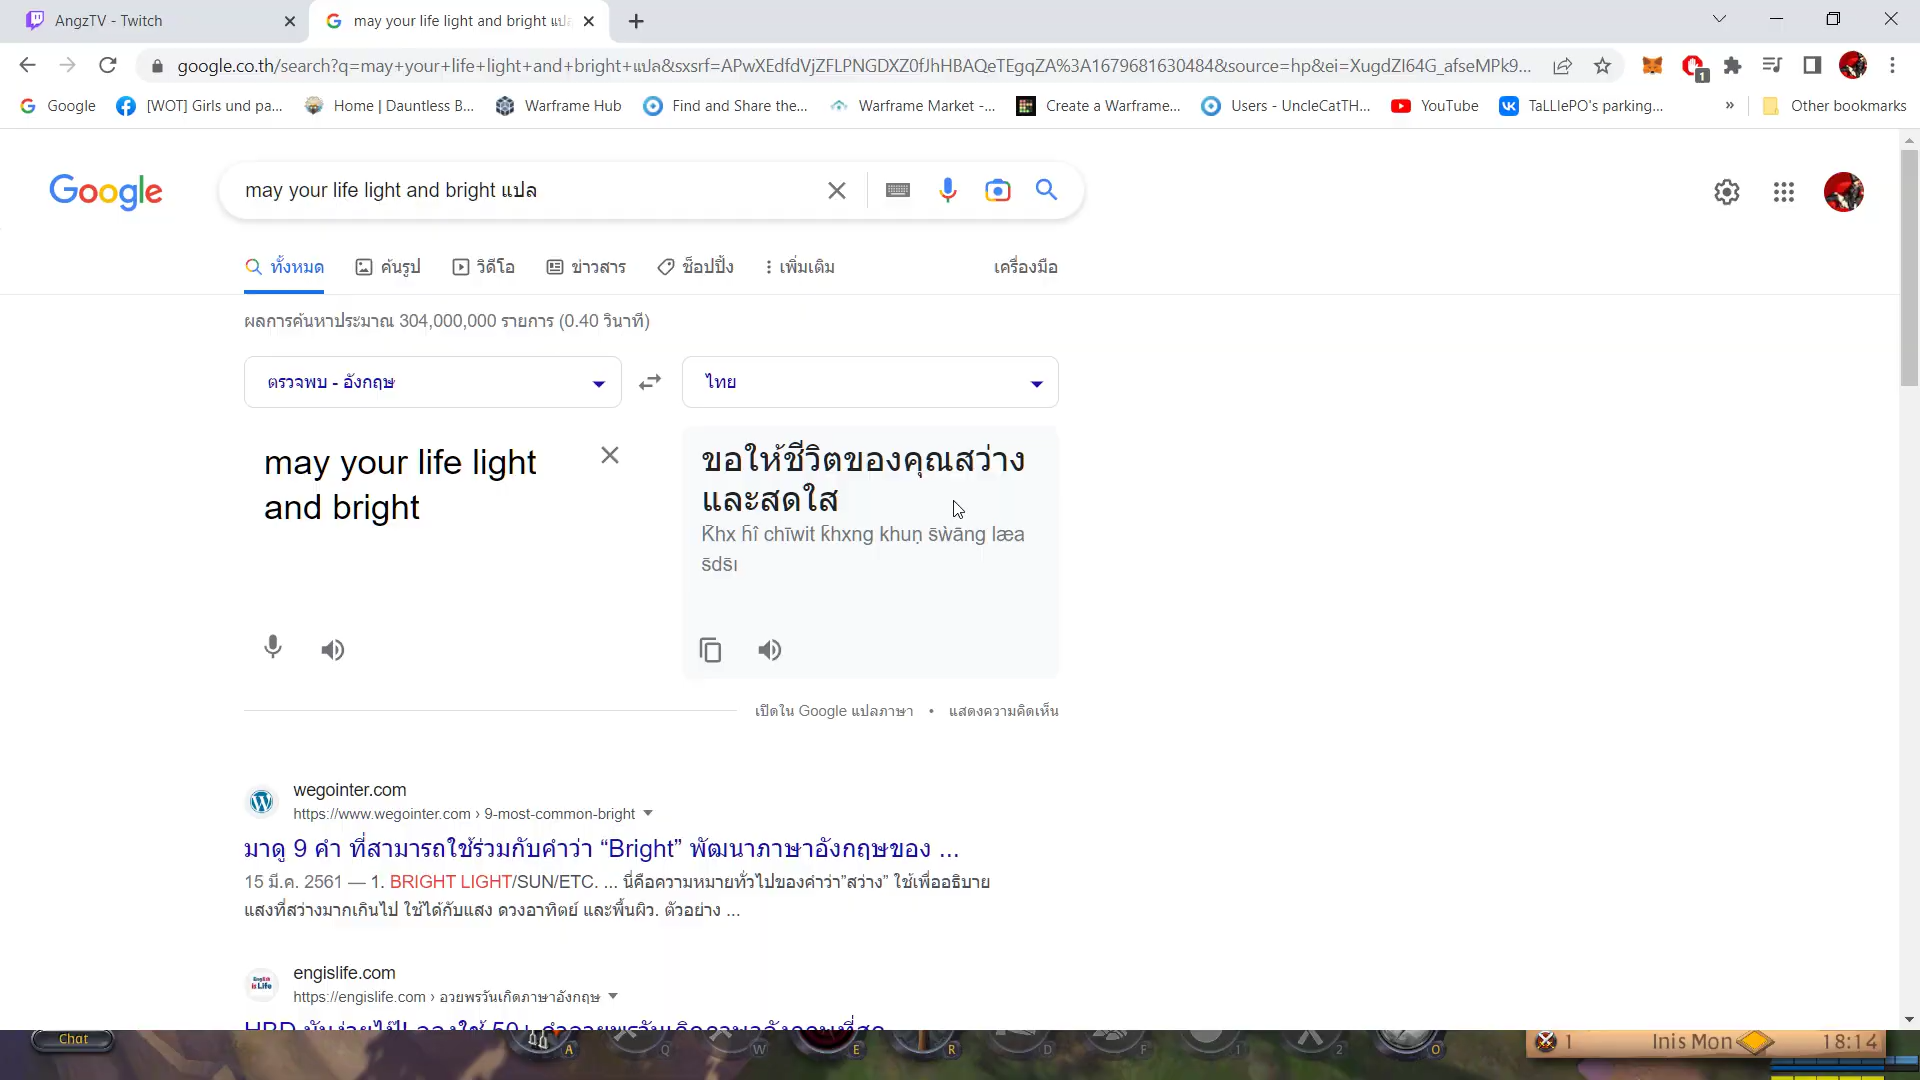 AngzTV - Twitch
may your life light and bright แปล
google.co.th/search?q=may+your+life+light+and+bright+แปล&sxsrf=APwXEdfdVjZFLPNGDXZ0fJhHBAQeTEgqZA%3A1679681630484&source=hp&ei=XugdZI64G_afseMPk9...
1
Google
[WOT] Girls und pa...
Home | Dauntless B...
Warframe Hub
Find and Share the...
Warframe Market -...
Create a Warframe...
Users - UncleCatTH...
YouTube
TaLLlePO's parking...
»
Other bookmarks
Google
may your life light and bright แปล
ทั้งหมด
ค้นรูป
วิดีโอ
ข่าวสาร
ช็อปปิ้ง
เพิ่มเติม
เครื่องมือ
ผลการค้นหาประมาณ 304,000,000 รายการ (0.40 วินาที)
ตรวจพบ - อังกฤษ
ไทย
may your life light
and bright
ขอให้ชีวิตของคุณสว่าง
และสดใส
K̄hx h̄ı̂ chīwit k̄hxng khuṇ s̄ẁāng læa
s̄ds̄ı
เปิดใน Google แปลภาษา • แสดงความคิดเห็น
wegointer.com
https://www.wegointer.com › 9-most-common-bright
มาดู 9 คำ ที่สามารถใช้ร่วมกับคำว่า “Bright” พัฒนาภาษาอังกฤษของ ...
15 มี.ค. 2561 — 1. BRIGHT LIGHT/SUN/ETC. ... นี่คือความหมายทั่วไปของคำว่า”สว่าง” ใช้เพื่ออธิบาย
แสงที่สว่างมากเกินไป ใช้ได้กับแสง ดวงอาทิตย์ และพื้นผิว. ตัวอย่าง ...
engislife.com
https://engislife.com › อวยพรวันเกิดภาษาอังกฤษ
Chat
A
Q
W
E
R
D
F
1
2
O
1
Inis Mon
18:14